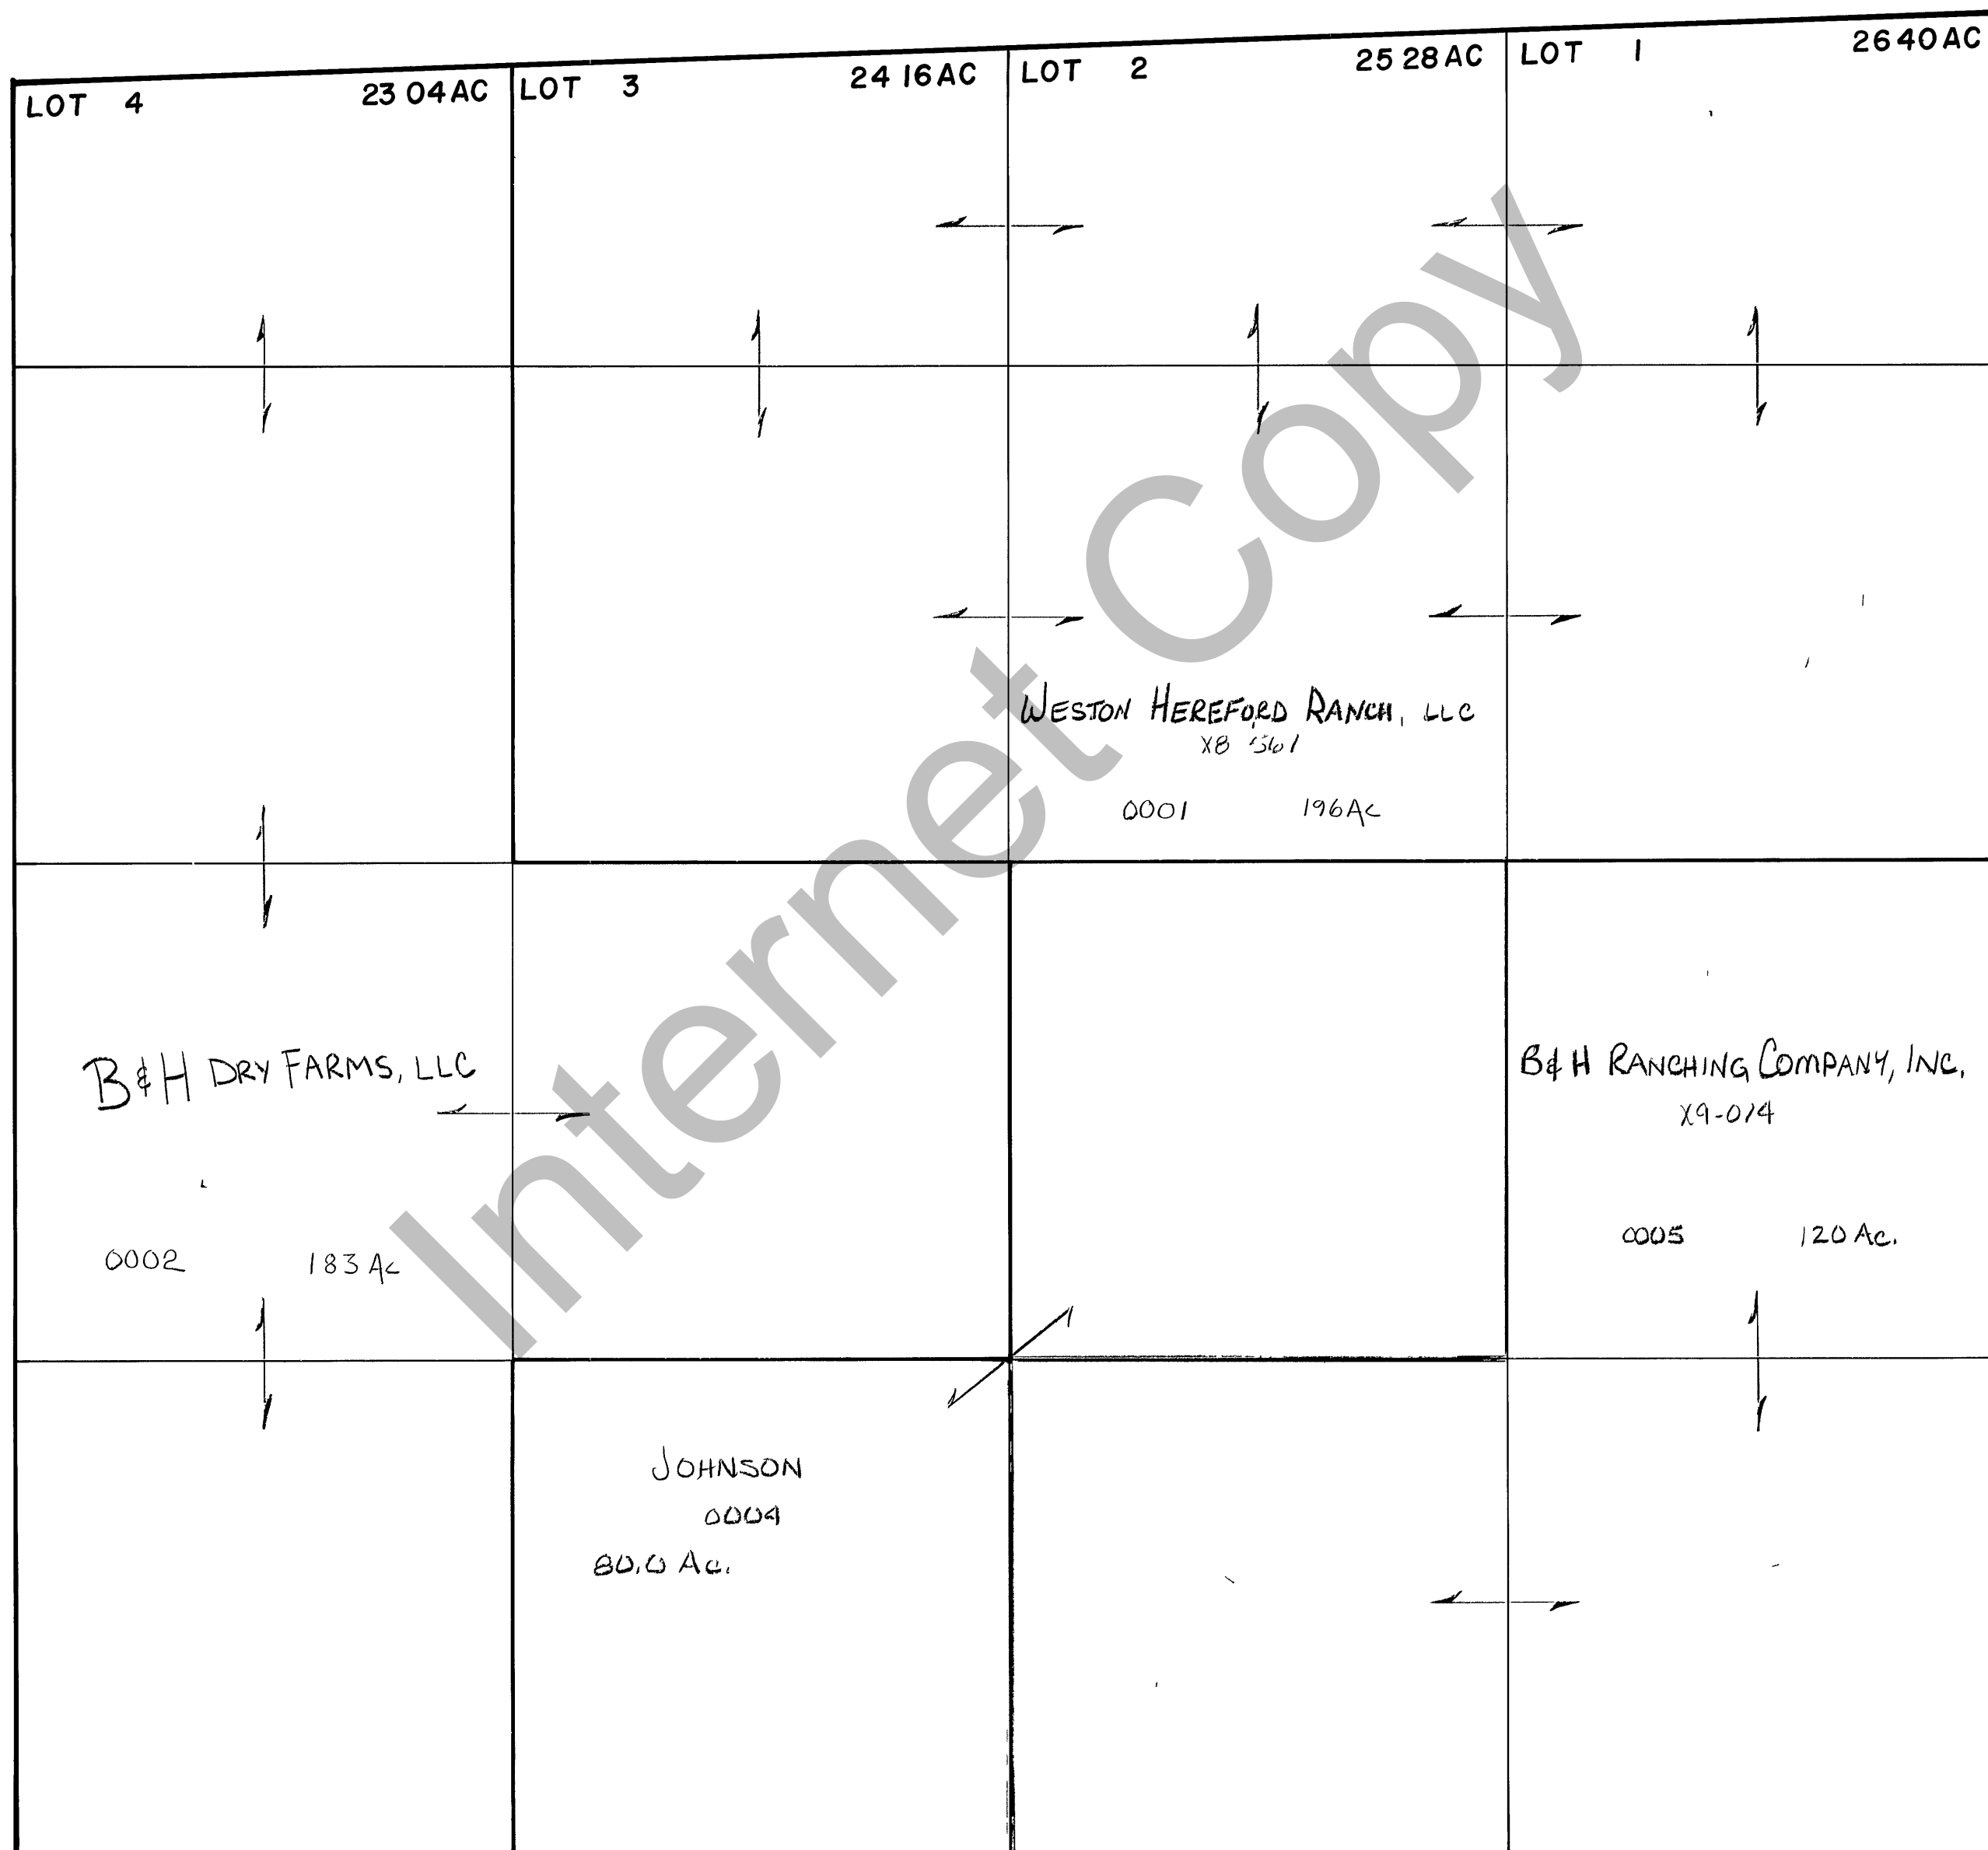 LOT 4 23 04 AC
LOT 3 24 16 AC
LOT 2 25 28 AC
LOT 1 26 40 AC
WESTON HEREFORD RANCH, LLC
X8 561
0001 196 Ac
B&H DRY FARMS, LLC
0002 183 Ac
B&H RANCHING COMPANY, INC.
X9-014
0005 120 Ac.
JOHNSON
0004
80.0 Ac.
Internet Copy